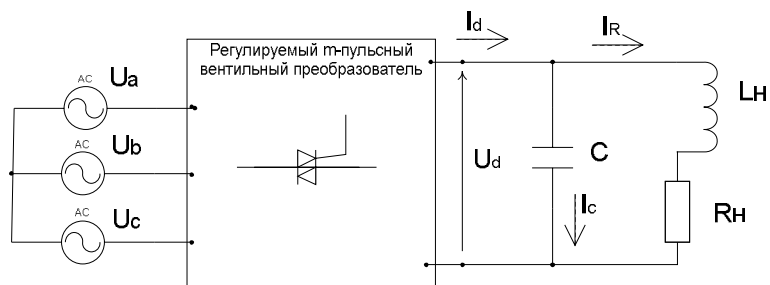 Регулируемый m-пульсный
вентильный преобразователь
AC
Ua
AC
Ub
AC
Uc
Id
IR
Ud
C
Ic
Lн
Rн